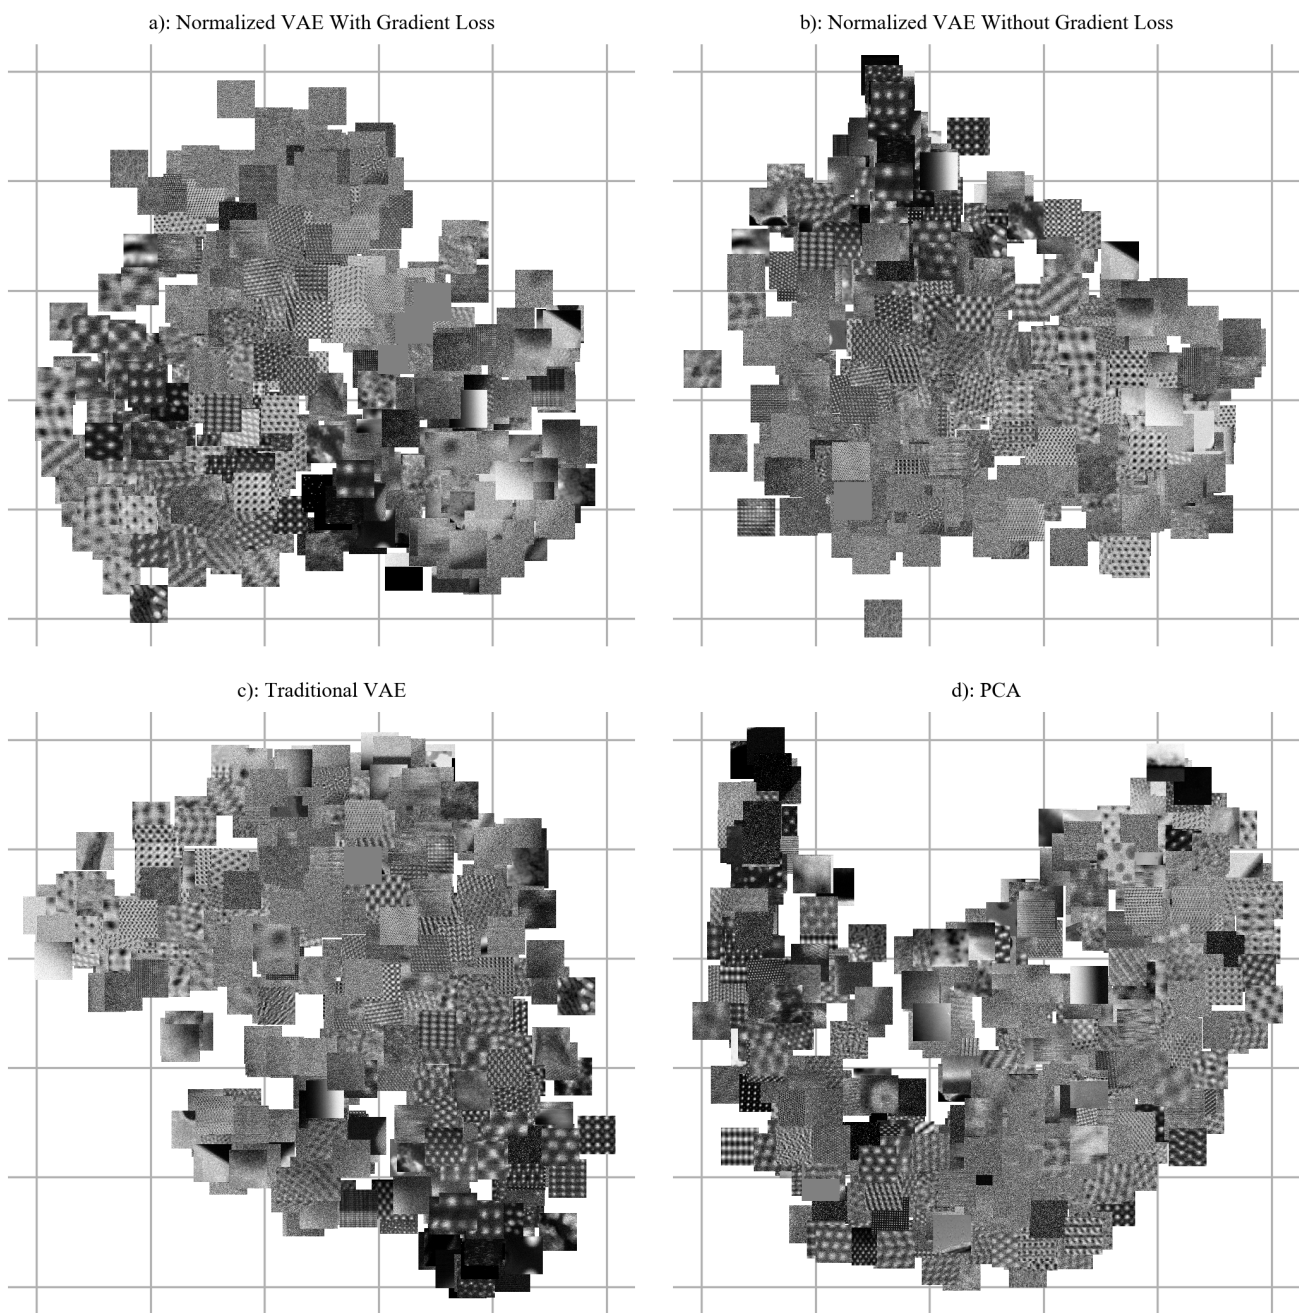 a): Normalized VAE With Gradient Loss
b): Normalized VAE Without Gradient Loss
c): Traditional VAE
d): PCA